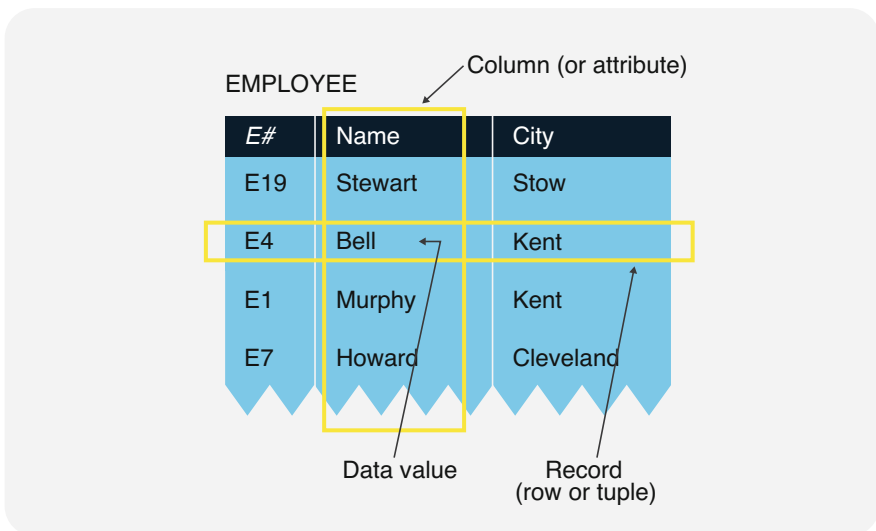 Column (or attribute)
EMPLOYEE
E# Name City
E19 Stewart Stow
E4 Bell Kent
E1 Murphy Kent
E7 Howard Cleveland
Data value Record
(row or tuple)